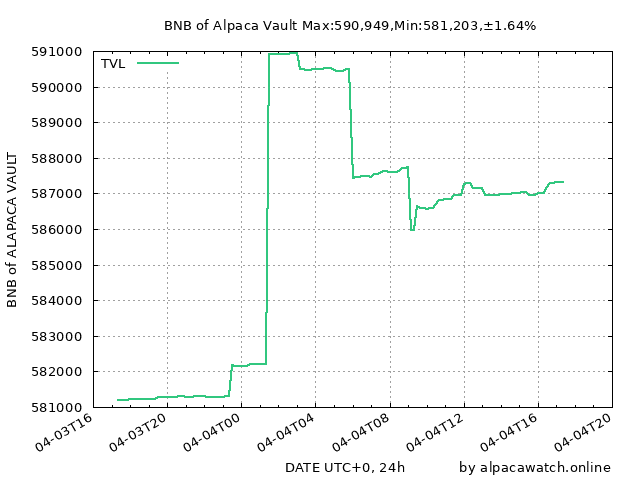 BNB of Alpaca Vault Max:590,949,Min:581,203,±1.64%
TVL
591000
590000
589000
588000
587000
586000
585000
584000
583000
582000
581000
BNB of ALAPACA VAULT
04-03T16
04-03T20
04-04T00
04-04T04
04-04T08
04-04T12
04-04T16
04-04T20
DATE UTC+0, 24h
by alpacawatch.online